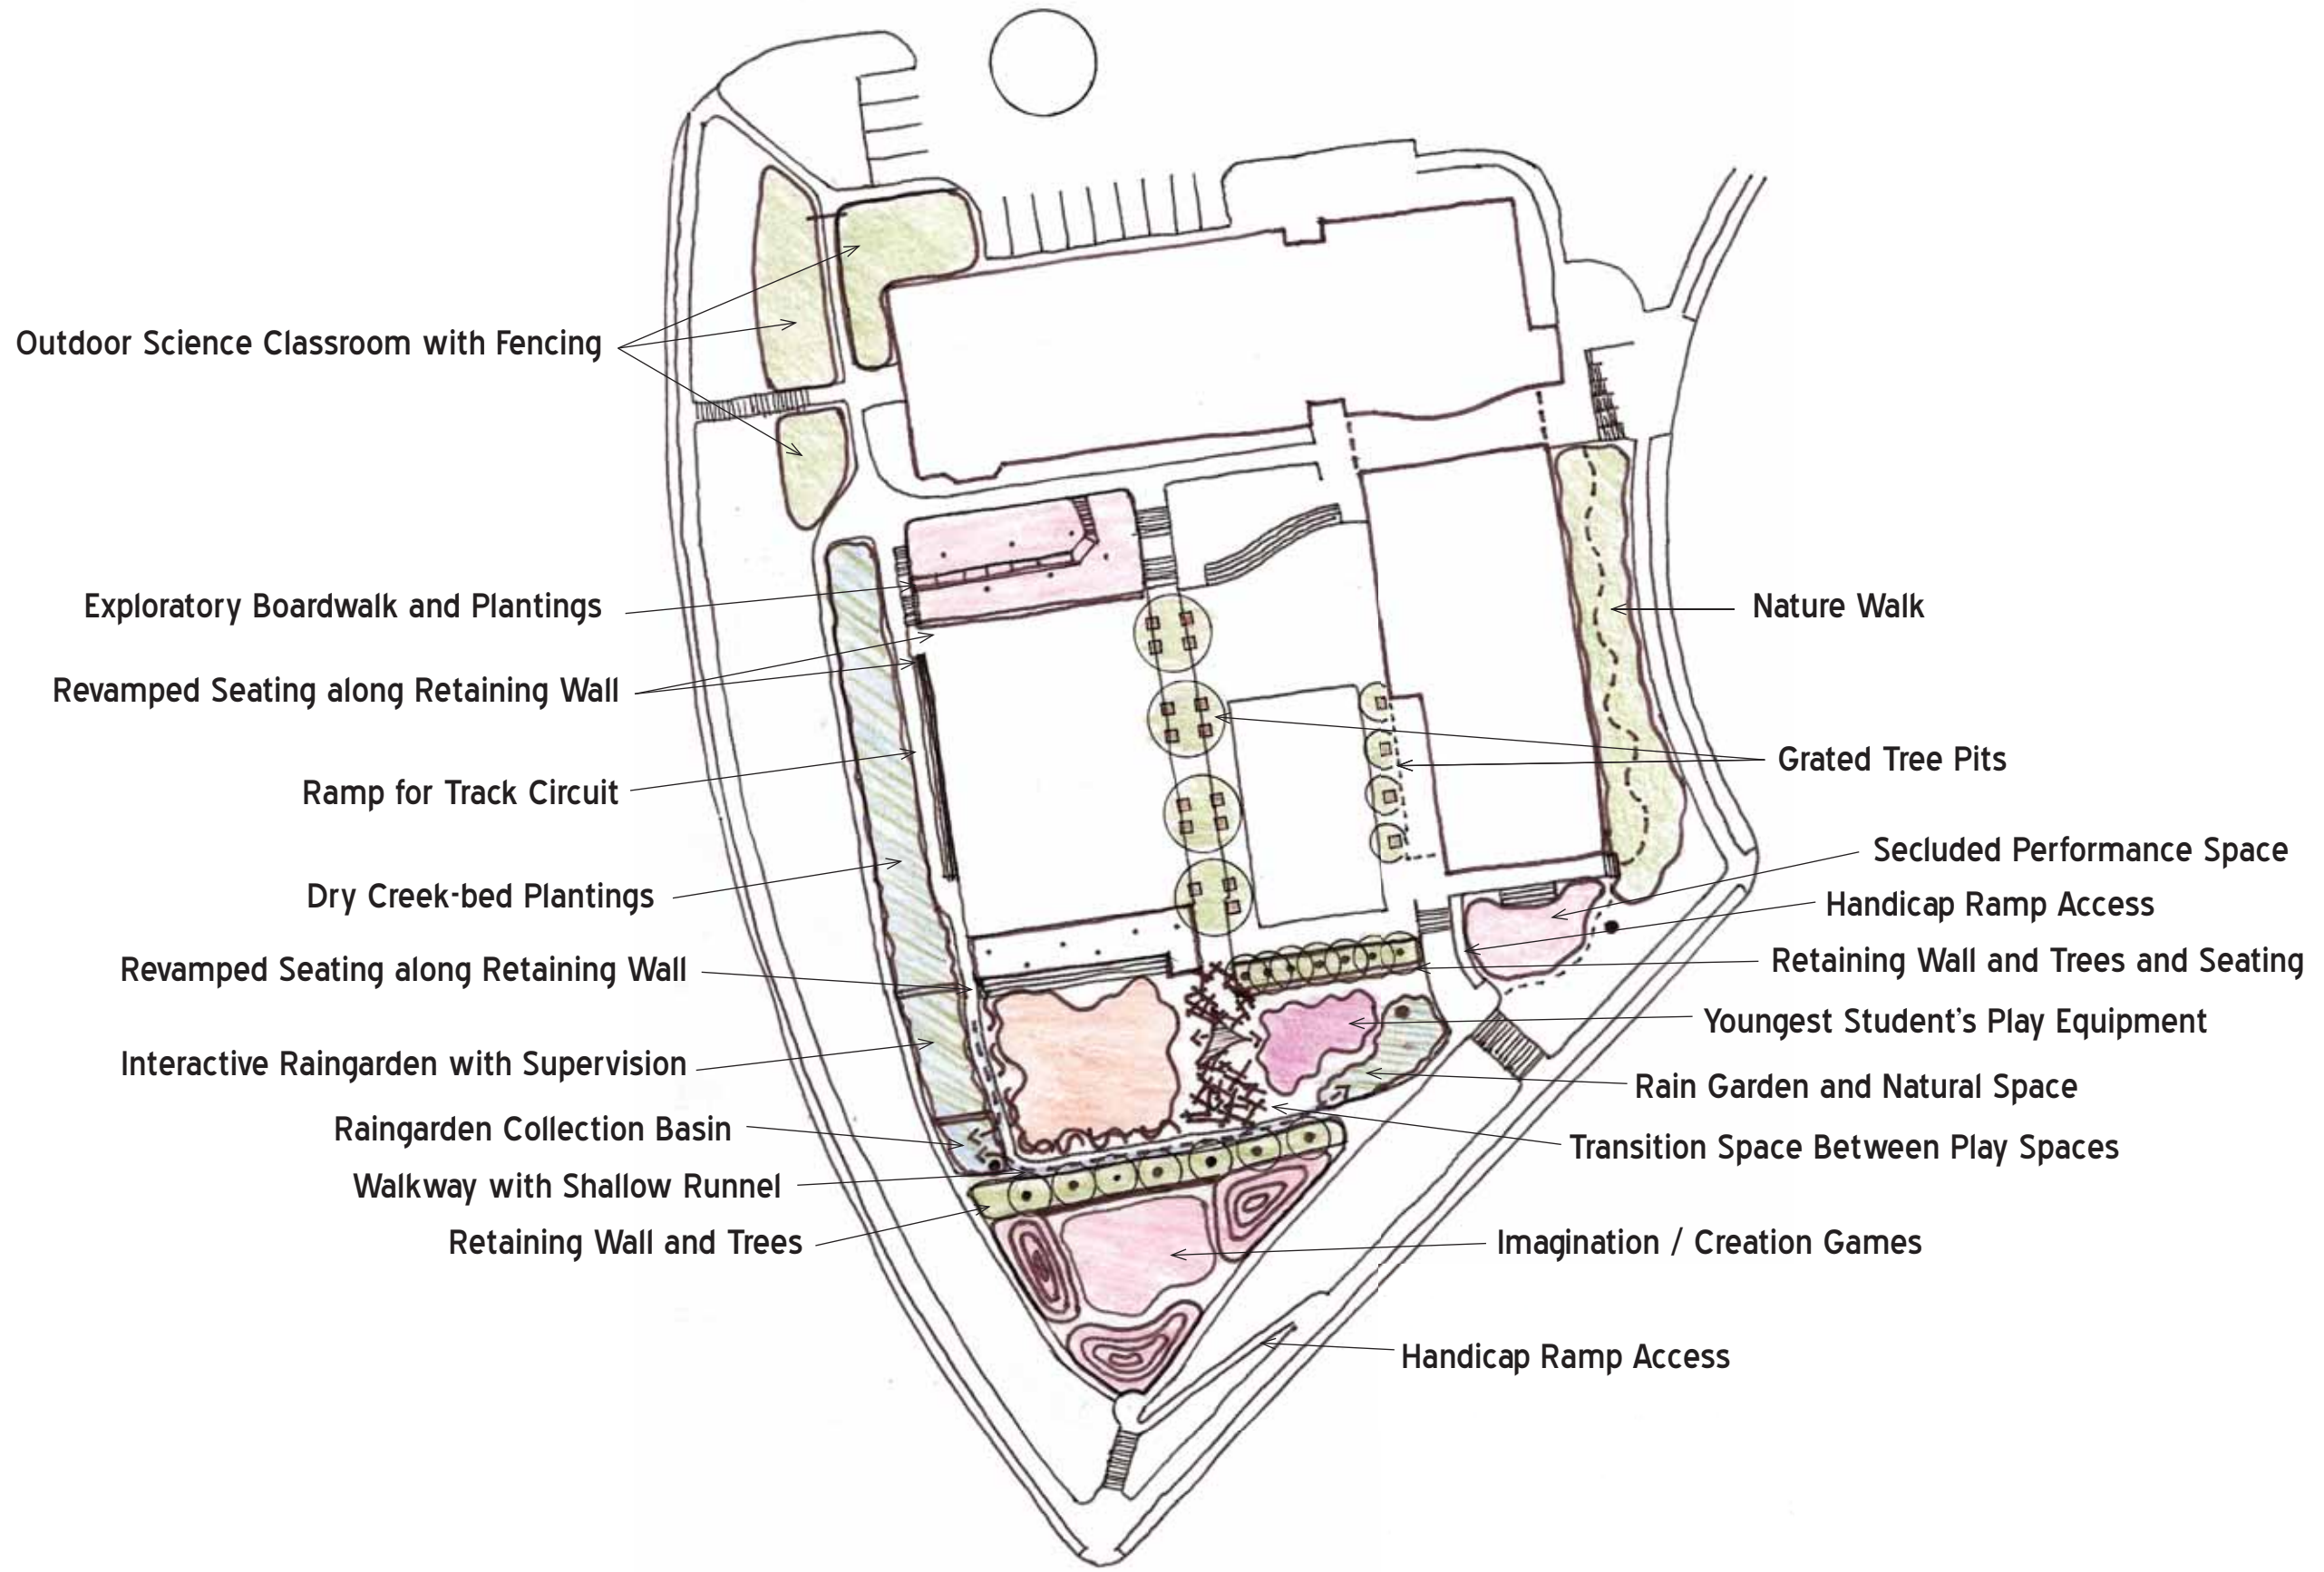 Outdoor Science Classroom with Fencing
Exploratory Boardwalk and Plantings
Revamped Seating along Retaining Wall
Ramp for Track Circuit
Dry Creek-bed Plantings
Revamped Seating along Retaining Wall
Interactive Raingarden with Supervision
Raingarden Collection Basin
Walkway with Shallow Runnel
Retaining Wall and Trees
Nature Walk
Grated Tree Pits
Secluded Performance Space
Handicap Ramp Access
Retaining Wall and Trees and Seating
Youngest Student's Play Equipment
Rain Garden and Natural Space
Transition Space Between Play Spaces
Imagination / Creation Games
Handicap Ramp Access